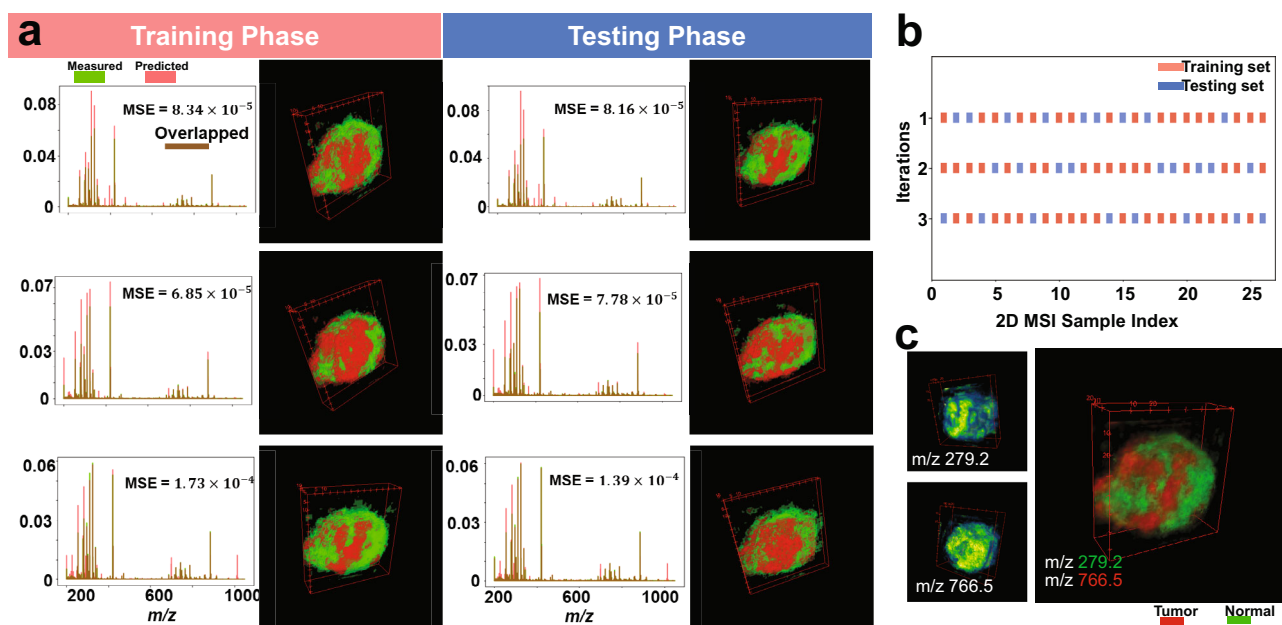 a
Training Phase
Testing Phase
Measured
Predicted
MSE = 8.34 × 10⁻⁵
Overlapped
0.08
0.04
0
MSE = 8.16 × 10⁻⁵
0.08
0.04
0
MSE = 6.85 × 10⁻⁵
0.07
0.03
0
MSE = 7.78 × 10⁻⁵
0.07
0.03
0
MSE = 1.73 × 10⁻⁴
0.06
0.03
0
200 600 1000
m/z
MSE = 1.39 × 10⁻⁴
0.06
0.03
0
200 600 1000
m/z
b
Training set
Testing set
Iterations
1
2
3
0 5 10 15 20 25
2D MSI Sample Index
c
m/z 279.2
m/z 766.5
m/z 279.2
m/z 766.5
Tumor
Normal